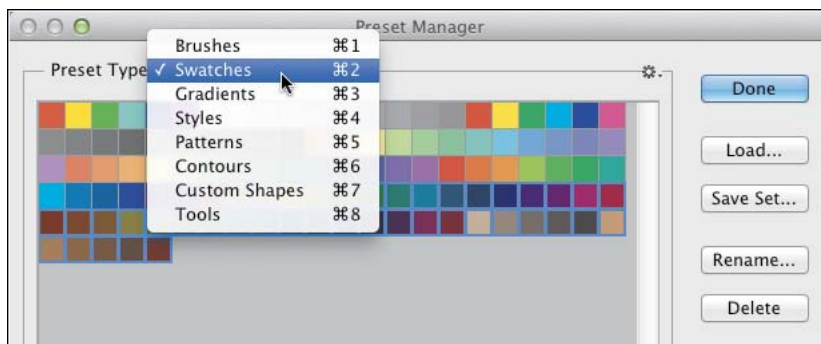 Preset Manager
Preset Type
Brushes ⌘1
✓ Swatches ⌘2
Gradients ⌘3
Styles ⌘4
Patterns ⌘5
Contours ⌘6
Custom Shapes ⌘7
Tools ⌘8
Done
Load...
Save Set...
Rename...
Delete